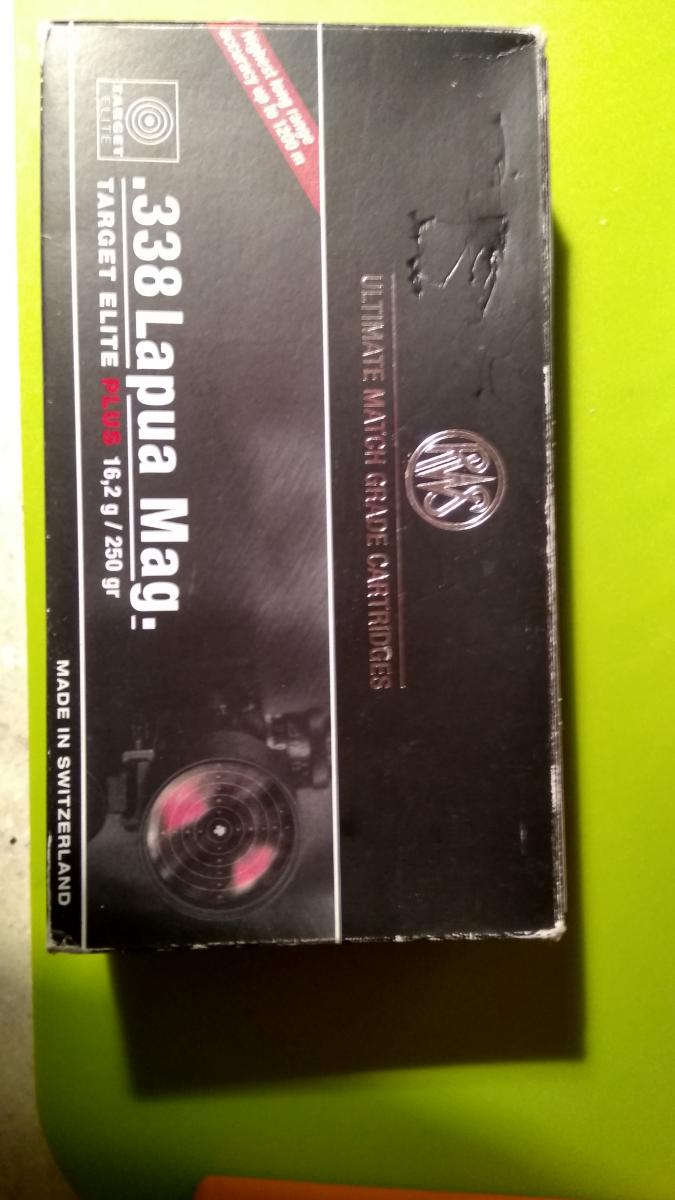 RWS
ULTIMATE MATCH GRADE CARTRIDGES
Highest long range
accuracy up to 1200 m
TARGET
ELITE
.338 Lapua Mag.
TARGET ELITE PLUS 16,2 g / 250 gr
MADE IN SWITZERLAND